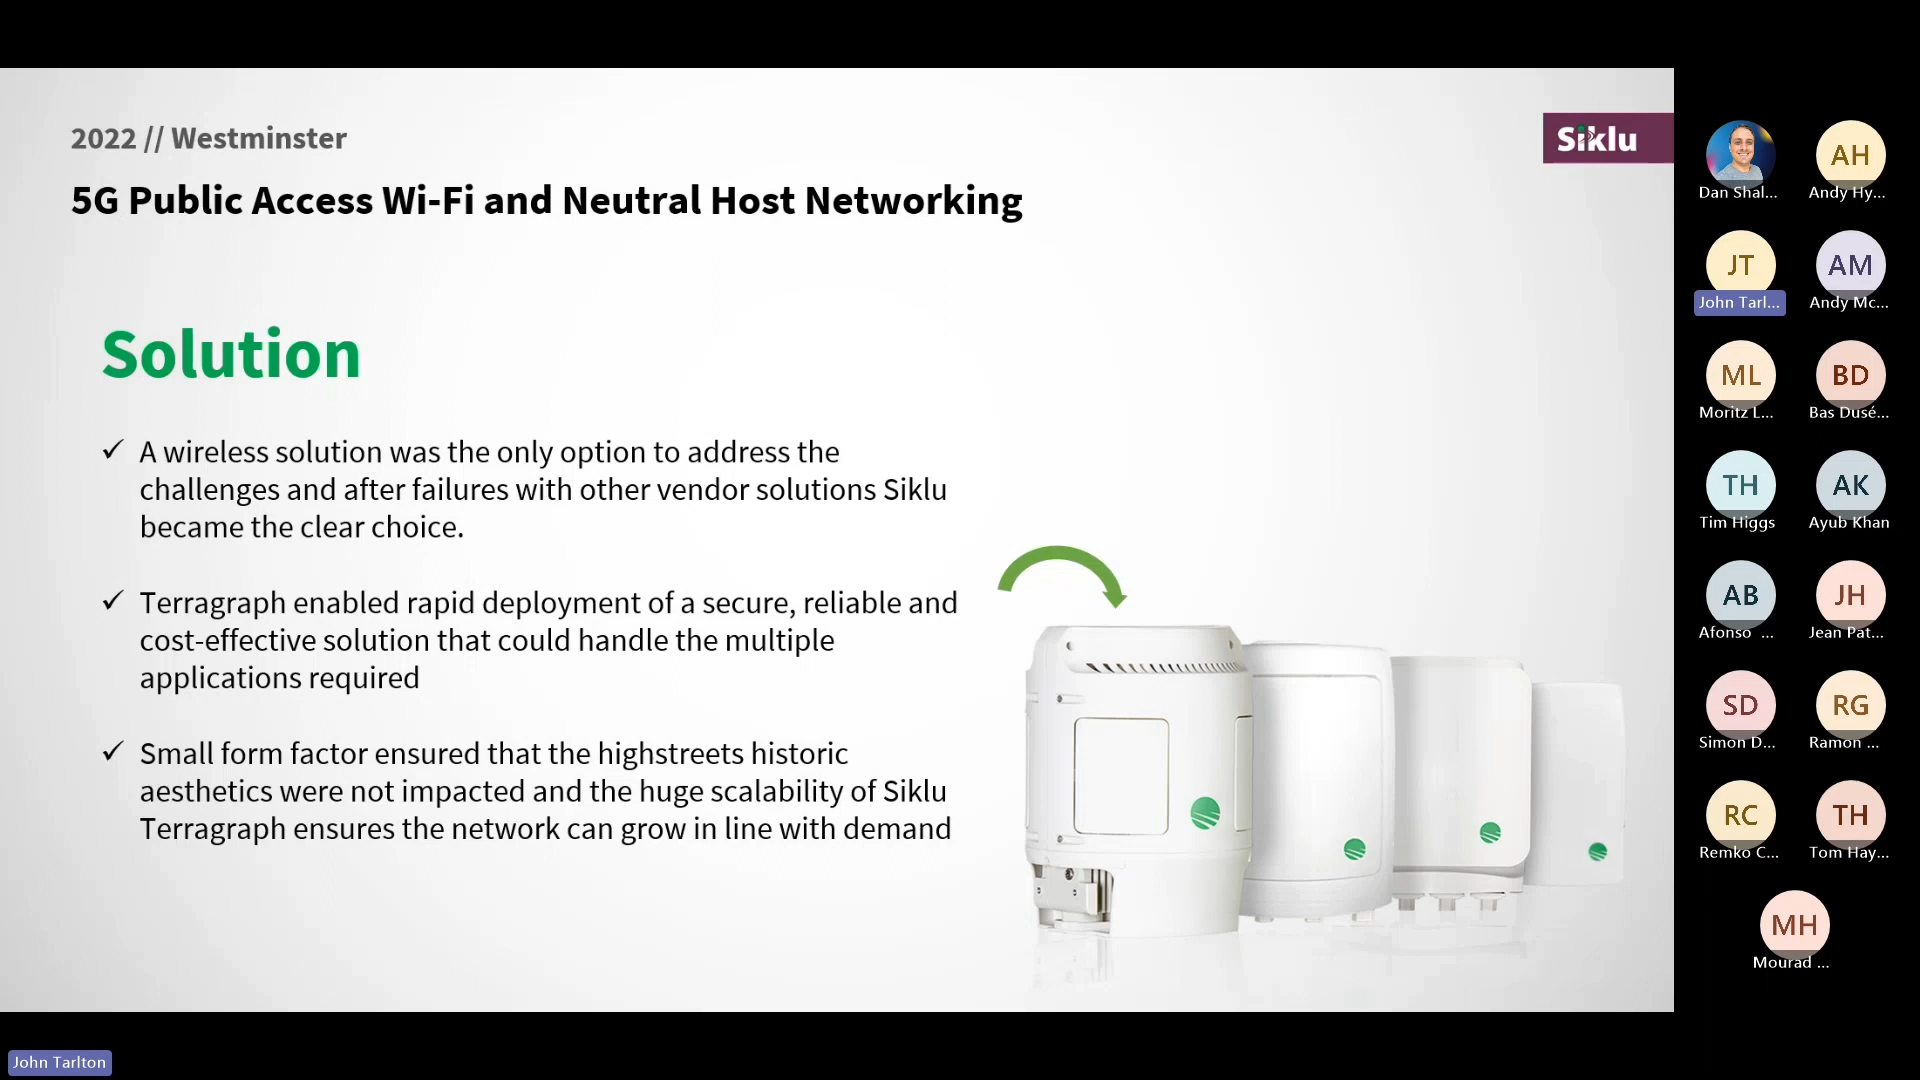 2022 // Westminster
Siklu
5G Public Access Wi-Fi and Neutral Host Networking
Solution
✓ A wireless solution was the only option to address the
challenges and after failures with other vendor solutions Siklu
became the clear choice.
✓ Terragraph enabled rapid deployment of a secure, reliable and
cost-effective solution that could handle the multiple
applications required
✓ Small form factor ensured that the highstreets historic
aesthetics were not impacted and the huge scalability of Siklu
Terragraph ensures the network can grow in line with demand
Dan Shal...
AH
Andy Hy...
JT
John Tarl...
AM
Andy Mc...
ML
Moritz L...
BD
Bas Dusé...
TH
Tim Higgs
AK
Ayub Khan
AB
Afonso ...
JH
Jean Pat...
SD
Simon D...
RG
Ramon ...
RC
Remko C...
TH
Tom Hay...
MH
Mourad ...
John Tarlton